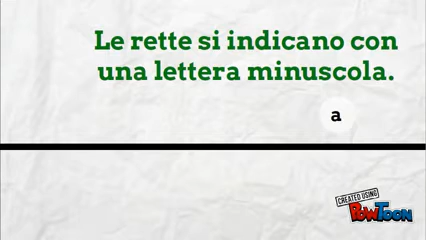 Le rette si indicano con
una lettera minuscola.
a
CREATED USING
POWTOON